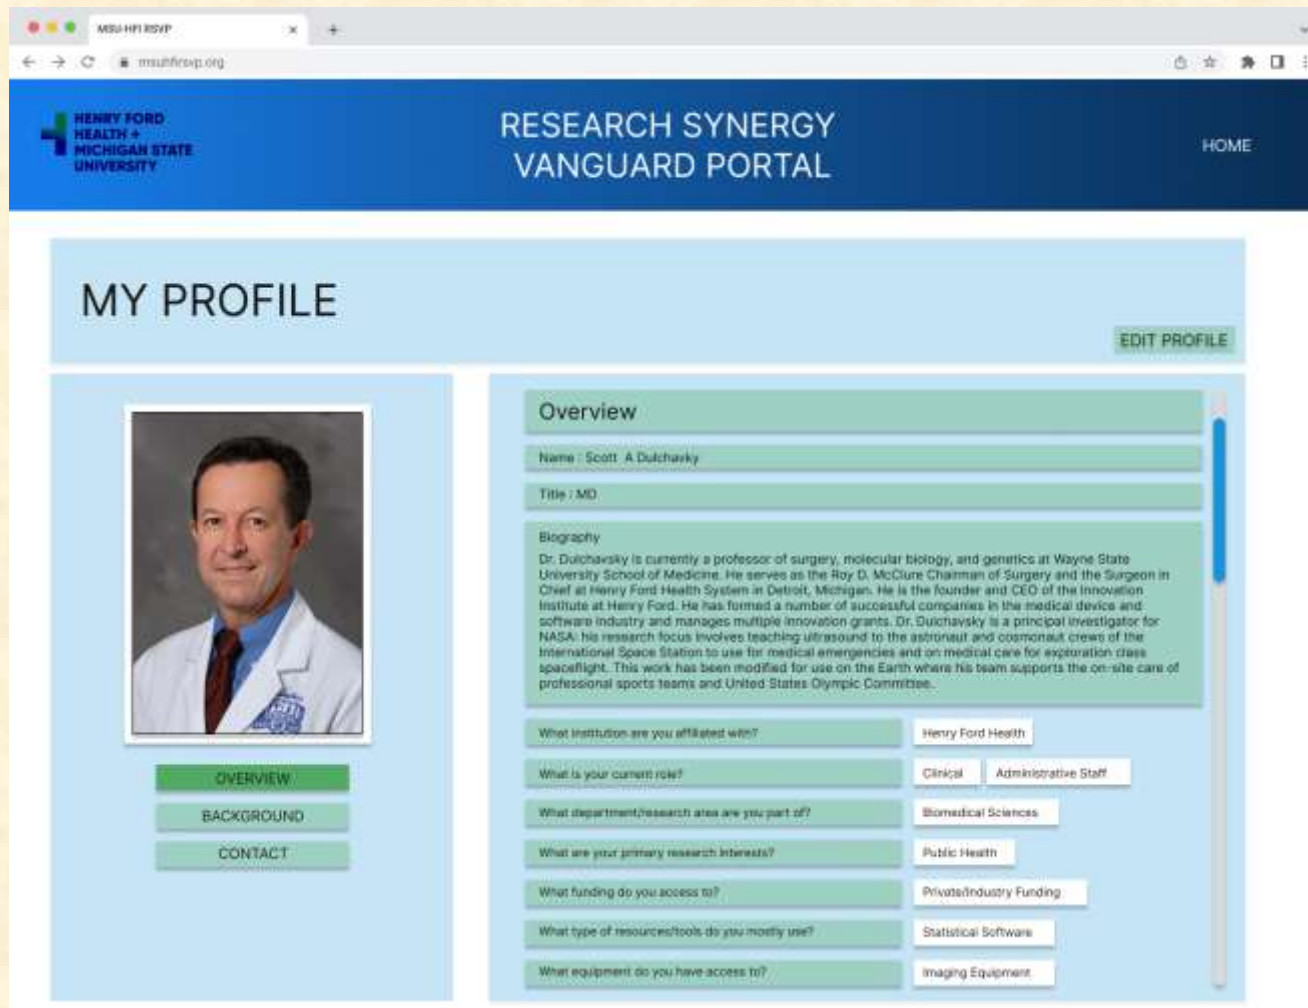 MSU-HFI RSVP
msuhfirsvp.org
HENRY FORD
HEALTH +
MICHIGAN STATE
UNIVERSITY
RESEARCH SYNERGY
VANGUARD PORTAL
HOME
MY PROFILE
EDIT PROFILE
OVERVIEW
BACKGROUND
CONTACT
Overview
Name : Scott A Dulchavky
Title : MD
Biography
Dr. Dulchavsky is currently a professor of surgery, molecular biology, and genetics at Wayne State
University School of Medicine. He serves as the Roy D. McClure Chairman of Surgery and the Surgeon in
Chief at Henry Ford Health System in Detroit, Michigan. He is the founder and CEO of the Innovation
Institute at Henry Ford. He has formed a number of successful companies in the medical device and
software industry and manages multiple innovation grants. Dr. Dulchavsky is a principal investigator for
NASA: his research focus involves teaching ultrasound to the astronaut and cosmonaut crews of the
International Space Station to use for medical emergencies and on medical care for exploration class
spaceflight. This work has been modified for use on the Earth where his team supports the on-site care of
professional sports teams and United States Olympic Committee.
What institution are you affiliated with?
Henry Ford Health
What is your current role?
Clinical
Administrative Staff
What department/research area are you part of?
Biomedical Sciences
What are your primary research interests?
Public Health
What funding do you access to?
Private/Industry Funding
What type of resources/tools do you mostly use?
Statistical Software
What equipment do you have access to?
Imaging Equipment